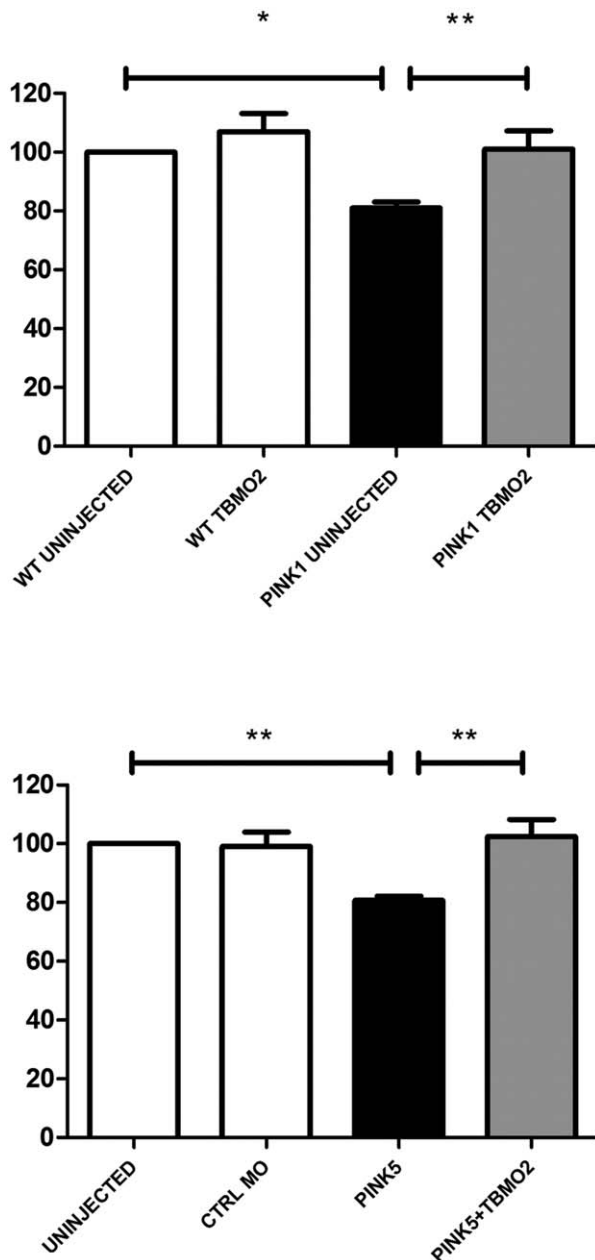 * **
120
100
80
60
40
20
0
WT UNINJECTED
WT TBMO2
PINK1 UNINJECTED
PINK1 TBMO2
** **
120
100
80
60
40
20
0
UNINJECTED
CTRL MO
PINK5
PINK5+TBMO2